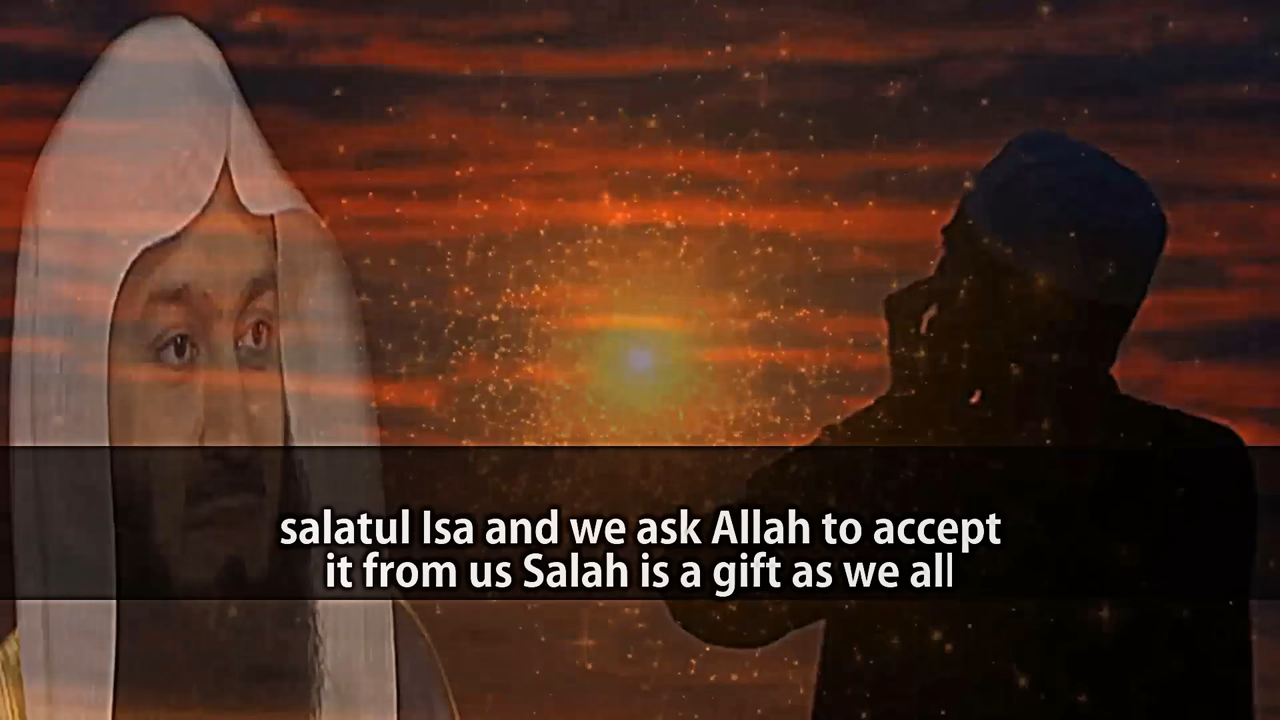 salatul Isa and we ask Allah to accept
it from us Salah is a gift as we all